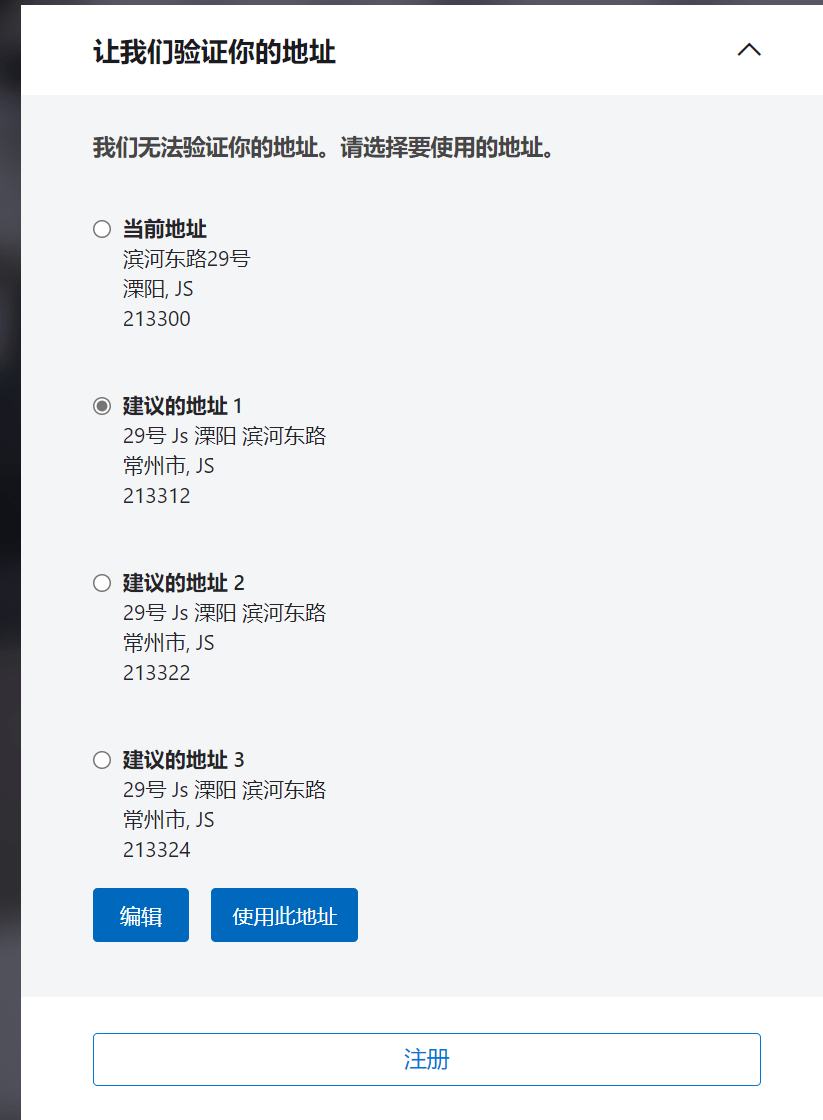 让我们验证你的地址
我们无法验证你的地址。请选择要使用的地址。
当前地址
滨河东路29号
溧阳, JS
213300
建议的地址 1
29号 Js 溧阳 滨河东路
常州市, JS
213312
建议的地址 2
29号 Js 溧阳 滨河东路
常州市, JS
213322
建议的地址 3
29号 Js 溧阳 滨河东路
常州市, JS
213324
编辑 使用此地址
注册